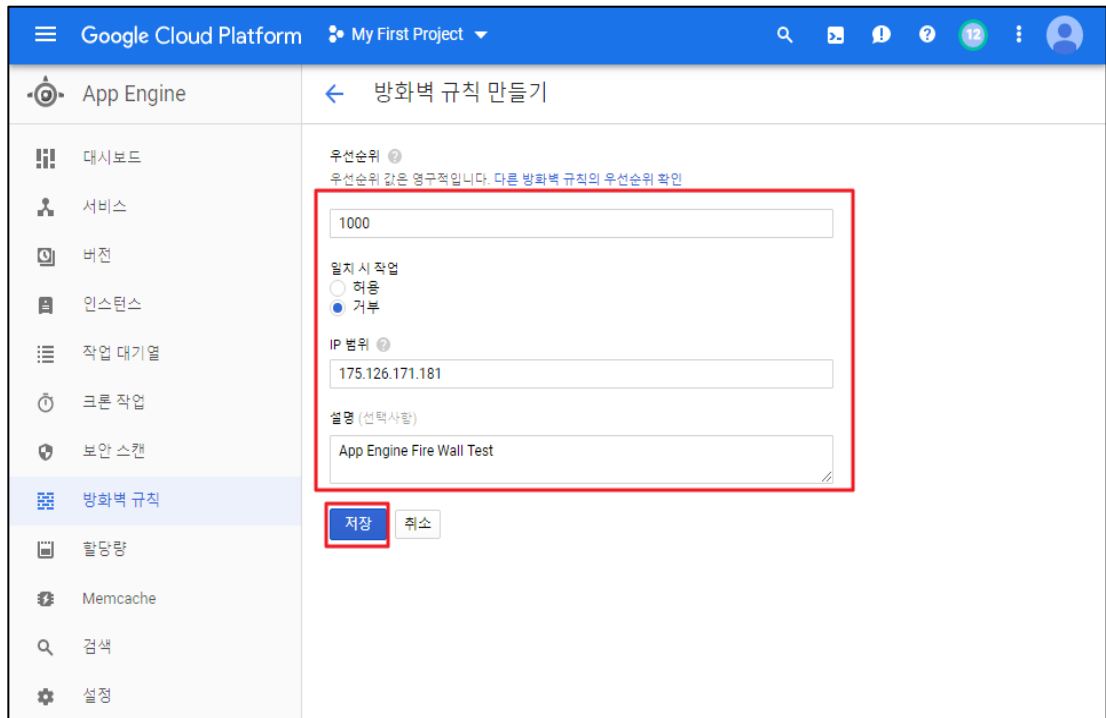 Google Cloud Platform My First Project 12
App Engine
방화벽 규칙 만들기
대시보드
서비스
버전
인스턴스
작업 대기열
크론 작업
보안 스캔
방화벽 규칙
할당량
Memcache
검색
설정
우선순위
우선순위 값은 영구적입니다. 다른 방화벽 규칙의 우선순위 확인
1000
일치 시 작업
허용
거부
IP 범위
175.126.171.181
설명 (선택사항)
App Engine Fire Wall Test
저장 취소